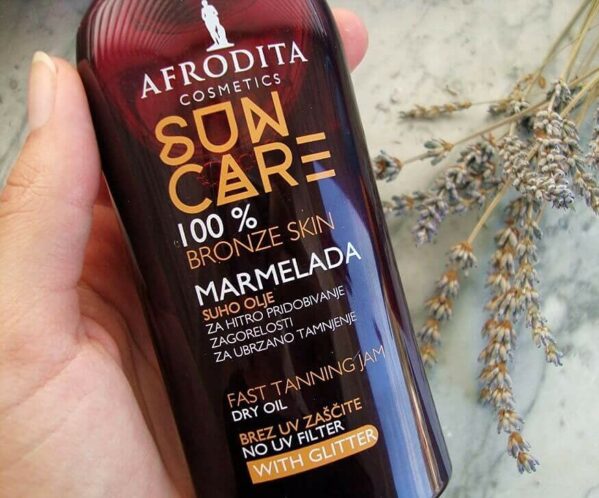 AFRODITA
COSMETICS
SUN
CARE
100 %
BRONZE SKIN
MARMELADA
SUHO OLJE
ZA HITRO PRIDOBIVANJE
ZAGORELOSTI
ZA UBRZANO TAMNJENJE
FAST TANNING JAM
DRY OIL
BREZ UV ZAŠČITE
NO UV FILTER
WITH GLITTER